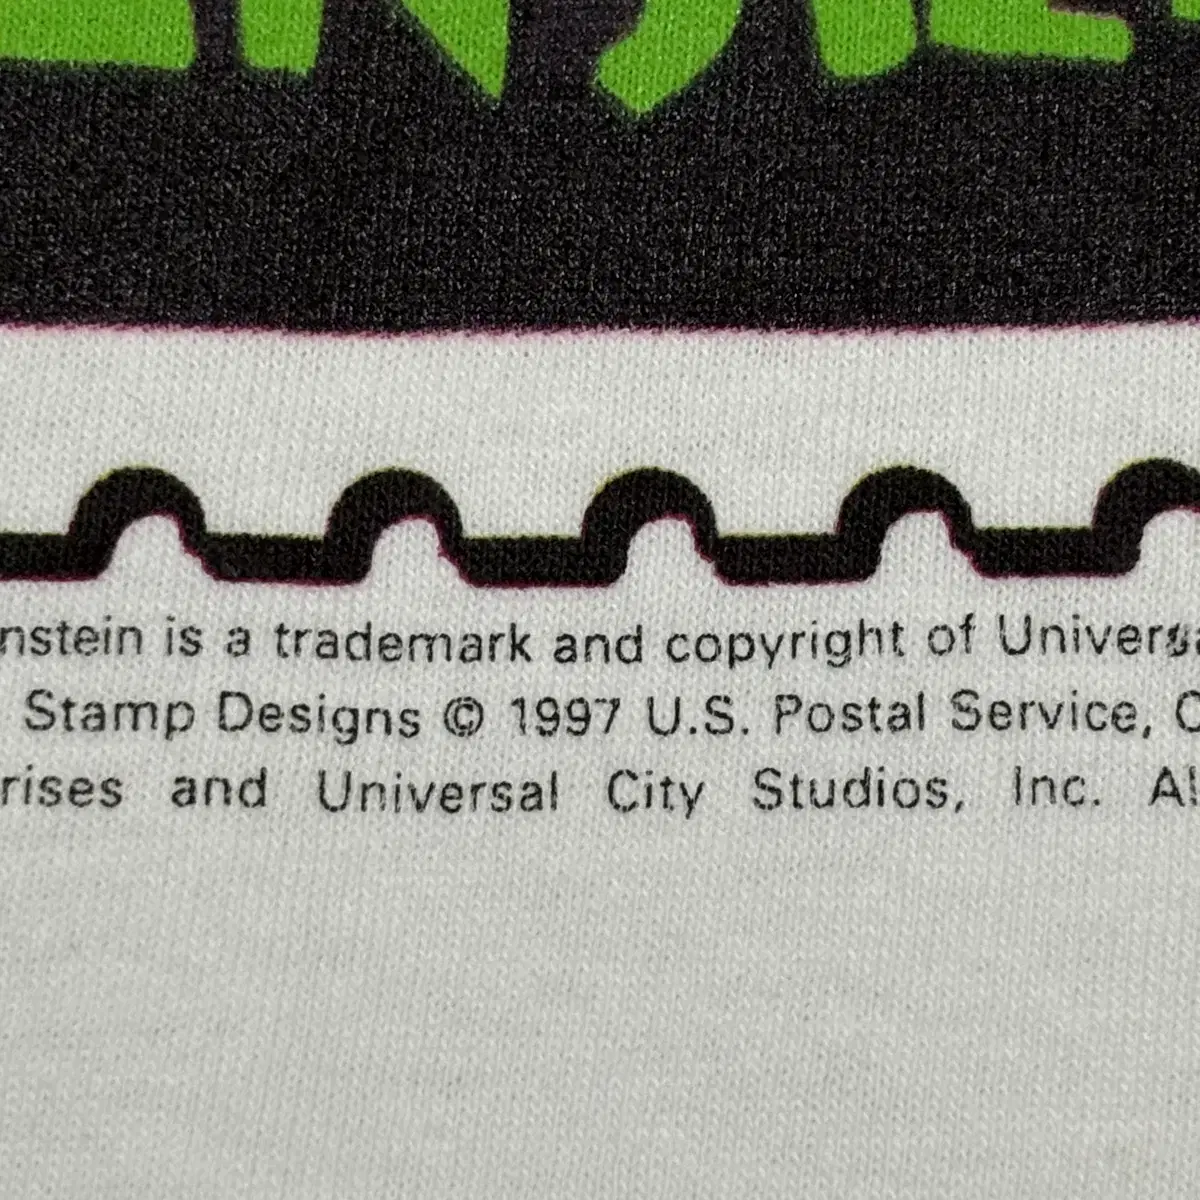 nstein is a trademark and copyright of Univers
Stamp Designs © 1997 U.S. Postal Service,
rises and Universal City Studios, Inc. Al